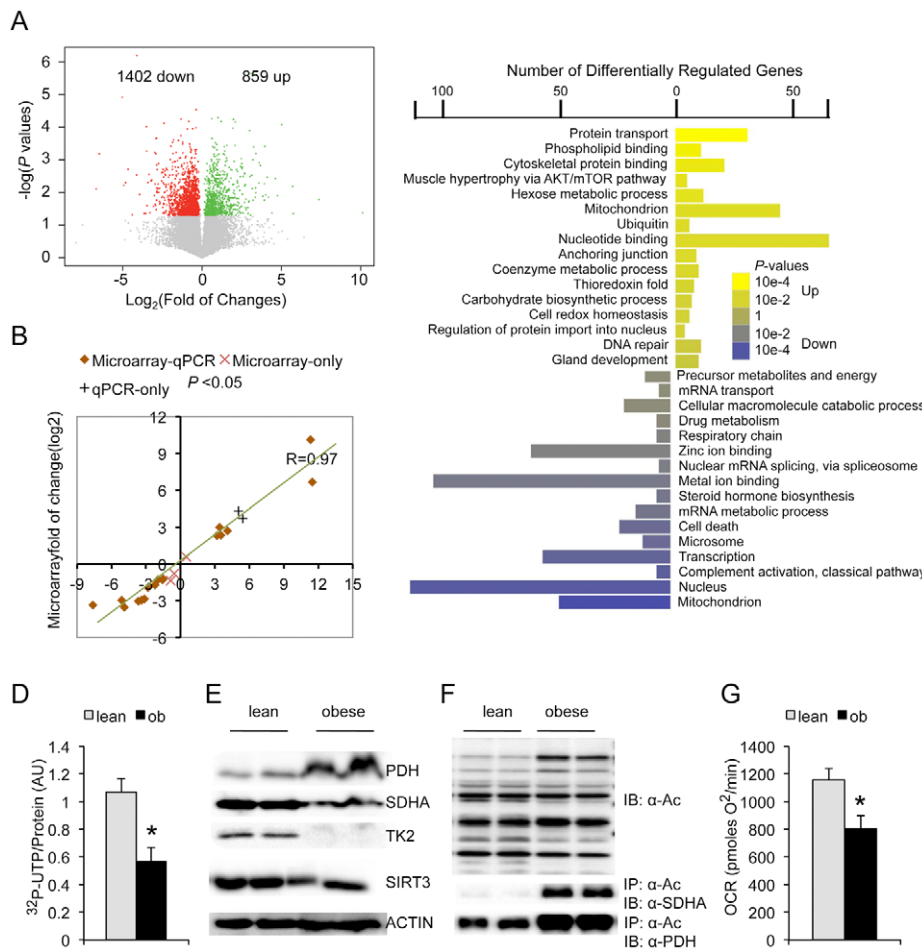 A
1402 down 859 up
6
5
4
3
2
1
0
-log(P values)
-5 0 5 10
Log2(Fold of Changes)
Number of Differentially Regulated Genes
100 50 0 50
Protein transport
Phospholipid binding
Cytoskeletal protein binding
Muscle hypertrophy via AKT/mTOR pathway
Hexose metabolic process
Mitochondrion
Ubiquitin
Nucleotide binding
Anchoring junction
Coenzyme metabolic process
Thioredoxin fold
Carbohydrate biosynthetic process
Cell redox homeostasis
Regulation of protein import into nucleus
DNA repair
Gland development
P-values
10e-4
Up
10e-2
1
10e-2
Down
10e-4
Precursor metabolites and energy
mRNA transport
Cellular macromolecule catabolic process
Drug metabolism
Respiratory chain
Zinc ion binding
Nuclear mRNA splicing, via spliceosome
Metal ion binding
Steroid hormone biosynthesis
mRNA metabolic process
Cell death
Microsome
Transcription
Complement activation, classical pathway
Nucleus
Mitochondrion
B
Microarray-qPCR Microarray-only
qPCR-only P <0.05
12
9
6
3
0
-3
-6
R=0.97
Microarrayfold of change(log2)
-9 -6 -3 0 3 6 9 12 15
D
lean ob
1.4
1.2
1
0.8
0.6
0.4
0.2
0
*
32P-UTP/Protein (AU)
E
lean obese
PDH
SDHA
TK2
SIRT3
ACTIN
F
lean obese
IB: α-Ac
IP: α-Ac
IB: α-SDHA
IP: α-Ac
IB: α-PDH
G
lean ob
1400
1200
1000
800
600
400
200
0
*
OCR (pmoles O2/min)